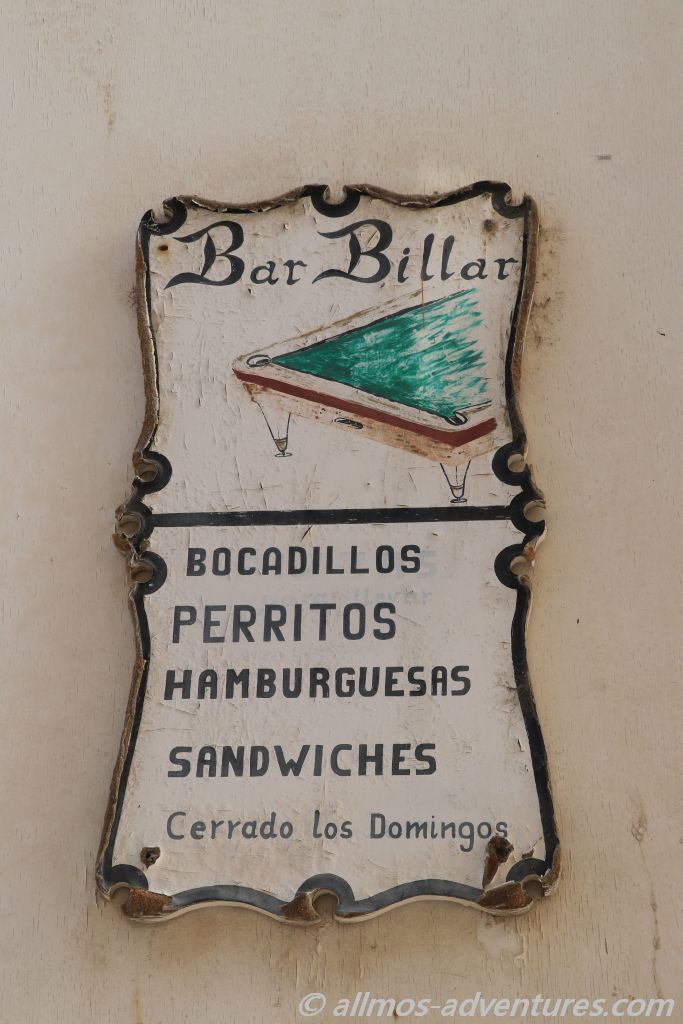 Bar Billar
BOCADILLOS
PERRITOS
HAMBURGUESAS
SANDWICHES
Cerrado los Domingos
© allmos-adventures.com